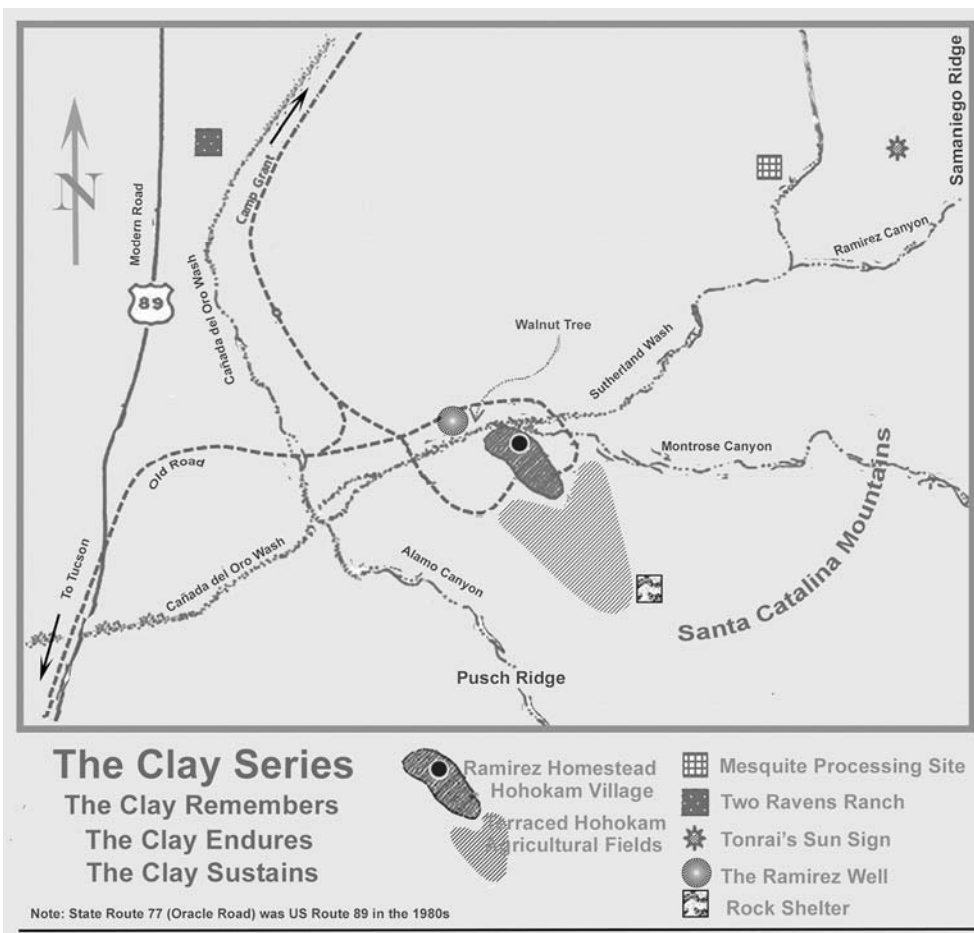 Samaniego Ridge
N
Modern Road
89
Camp Grant
Cañada del Oro Wash
Ramirez Canyon
Walnut Tree
Sutherland Wash
Montrose Canyon
Old Road
To Tucson
Cañada del Oro Wash
Alamo Canyon
Santa Catalina Mountains
Pusch Ridge
The Clay Series
The Clay Remembers
The Clay Endures
The Clay Sustains
Note: State Route 77 (Oracle Road) was US Route 89 in the 1980s
Ramirez Homestead
Hohokam Village
Terraced Hohokam
Agricultural Fields
Mesquite Processing Site
Two Ravens Ranch
Tonrai's Sun Sign
The Ramirez Well
Rock Shelter